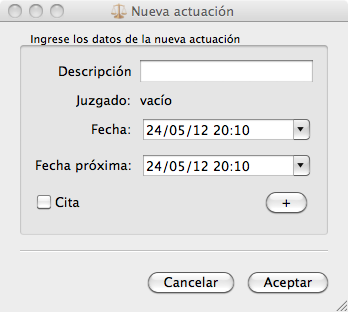 Nueva actuación
Ingrese los datos de la nueva actuación
Descripción
Juzgado: vacío
Fecha: 24/05/12 20:10
Fecha próxima: 24/05/12 20:10
Cita +
Cancelar Aceptar